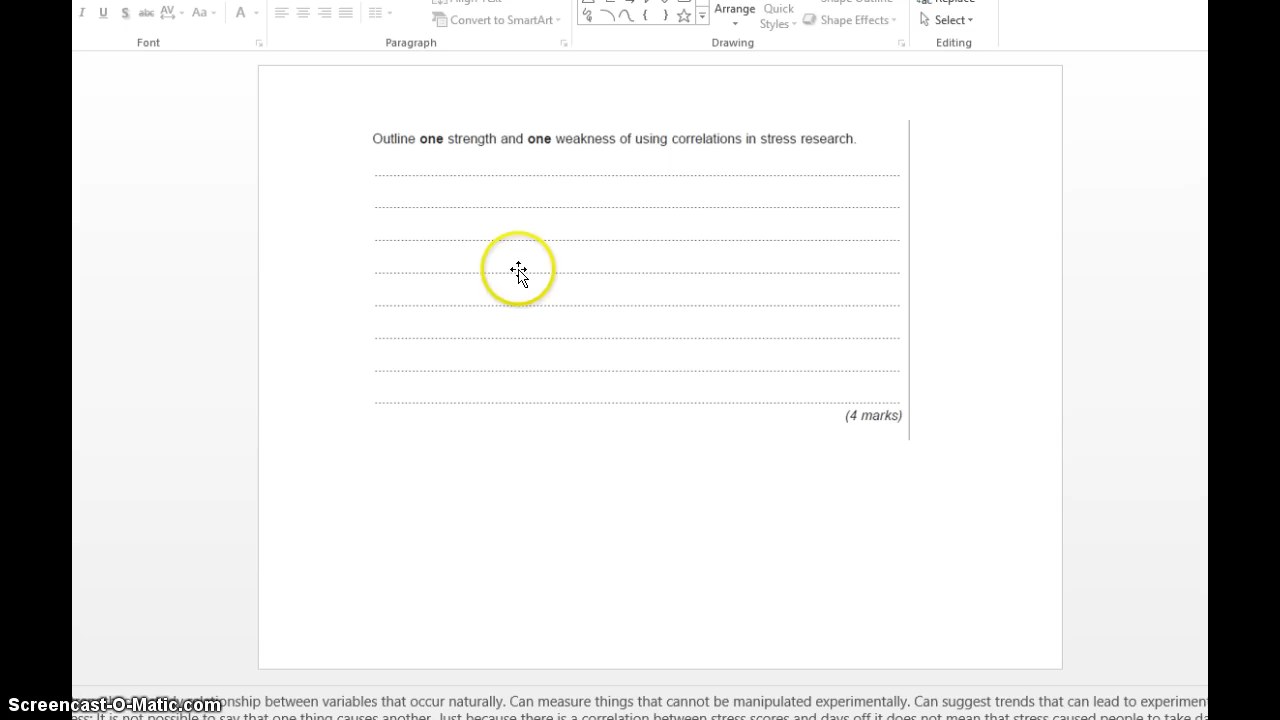 Replace
Convert to SmartArt
Arrange
Quick
Styles
Shape Effects
Select
Font
Paragraph
Drawing
Editing
Outline one strength and one weakness of using correlations in stress research.
(4 marks)
Screencast-O-Matic.com
relationship between variables that occur naturally. Can measure things that cannot be manipulated experimentally. Can suggest trends that can lead to experiment
It is not possible to say that one thing causes another. Just because there is a correlation between stress scores and days off it does not mean that stress caused people to take